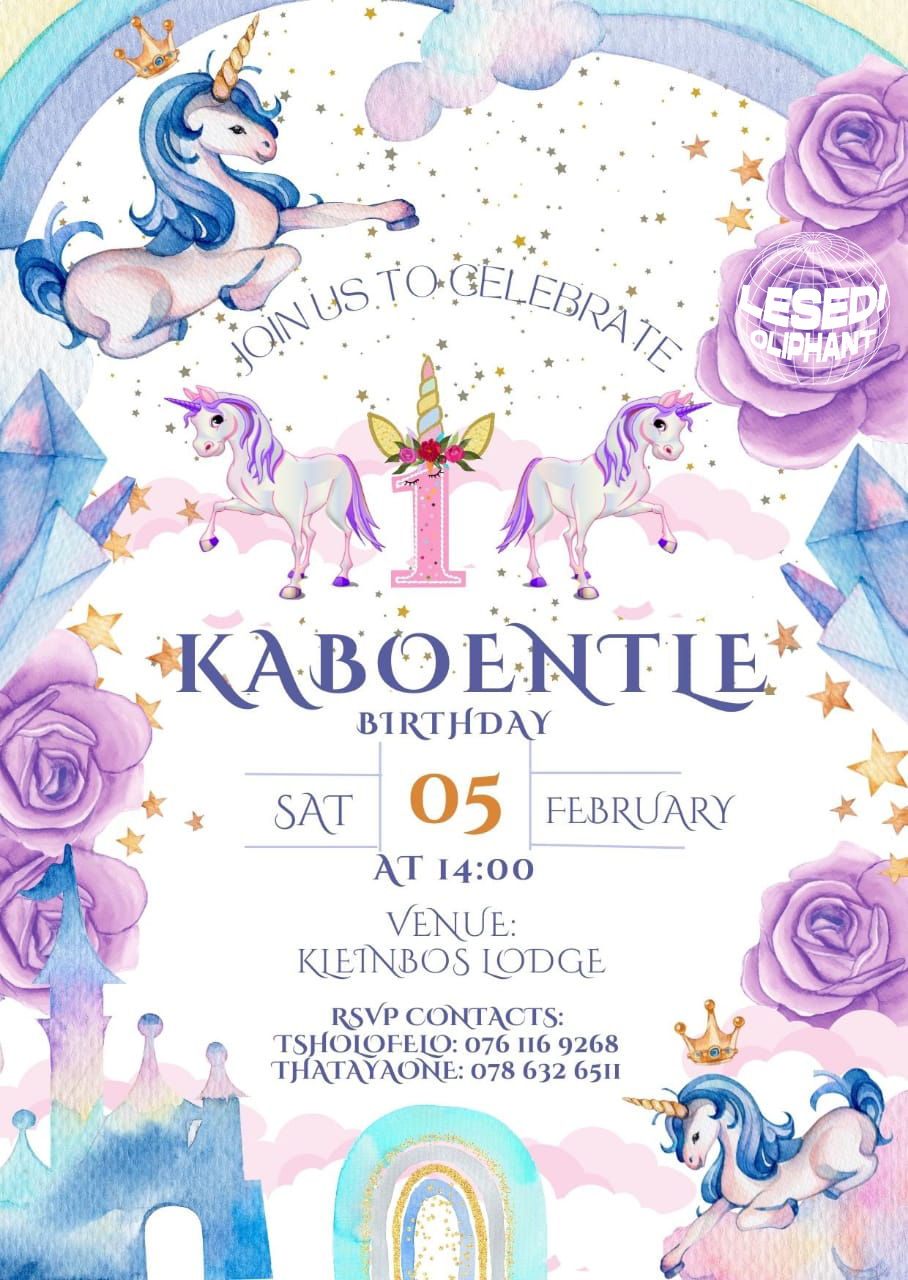 JOIN US TO CELEBRATE
LESEDI
OLIPHANT
1
KABOENTLE
BIRTHDAY
SAT 05 FEBRUARY
AT 14:00
VENUE:
KLEINBOS LODGE
RSVP CONTACTS:
TSHOLOFELO: 076 116 9268
THATAYAONE: 078 632 6511